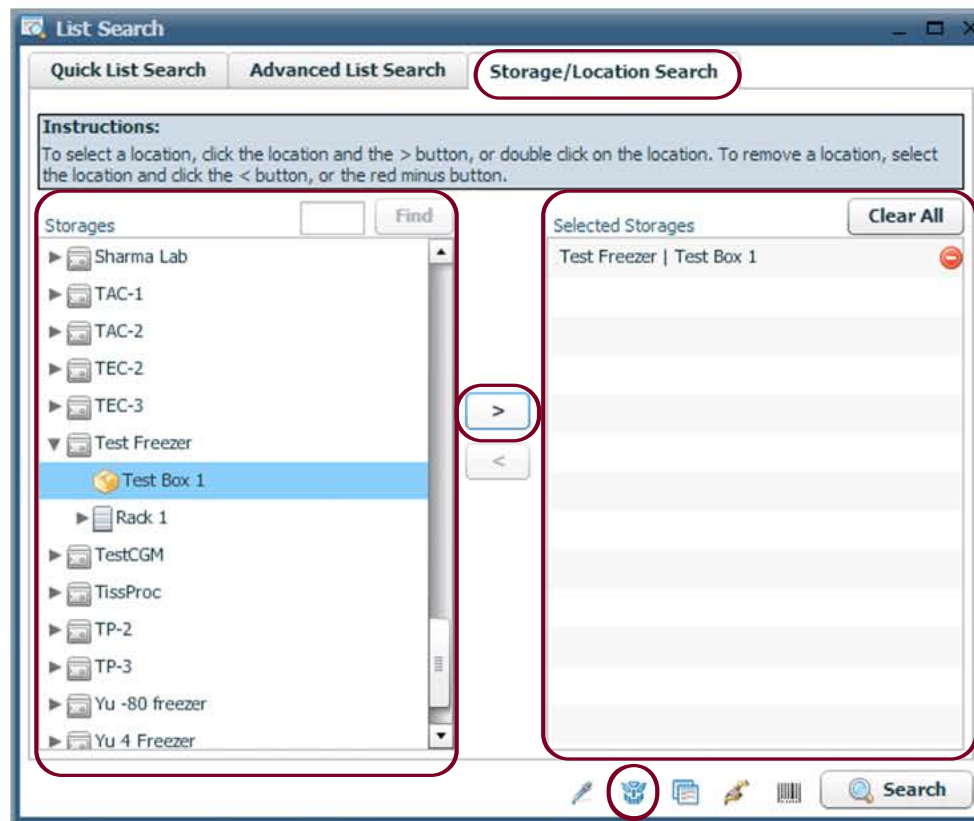 List Search
Quick List Search
Advanced List Search
Storage/Location Search
Instructions:
To select a location, click the location and the > button, or double click on the location. To remove a location, select
the location and click the < button, or the red minus button.
Storages
Find
Sharma Lab
TAC-1
TAC-2
TEC-2
TEC-3
Test Freezer
Test Box 1
Rack 1
TestCGM
TissProc
TP-2
TP-3
Yu -80 freezer
Yu 4 Freezer
>
<
Selected Storages
Clear All
Test Freezer | Test Box 1
Search